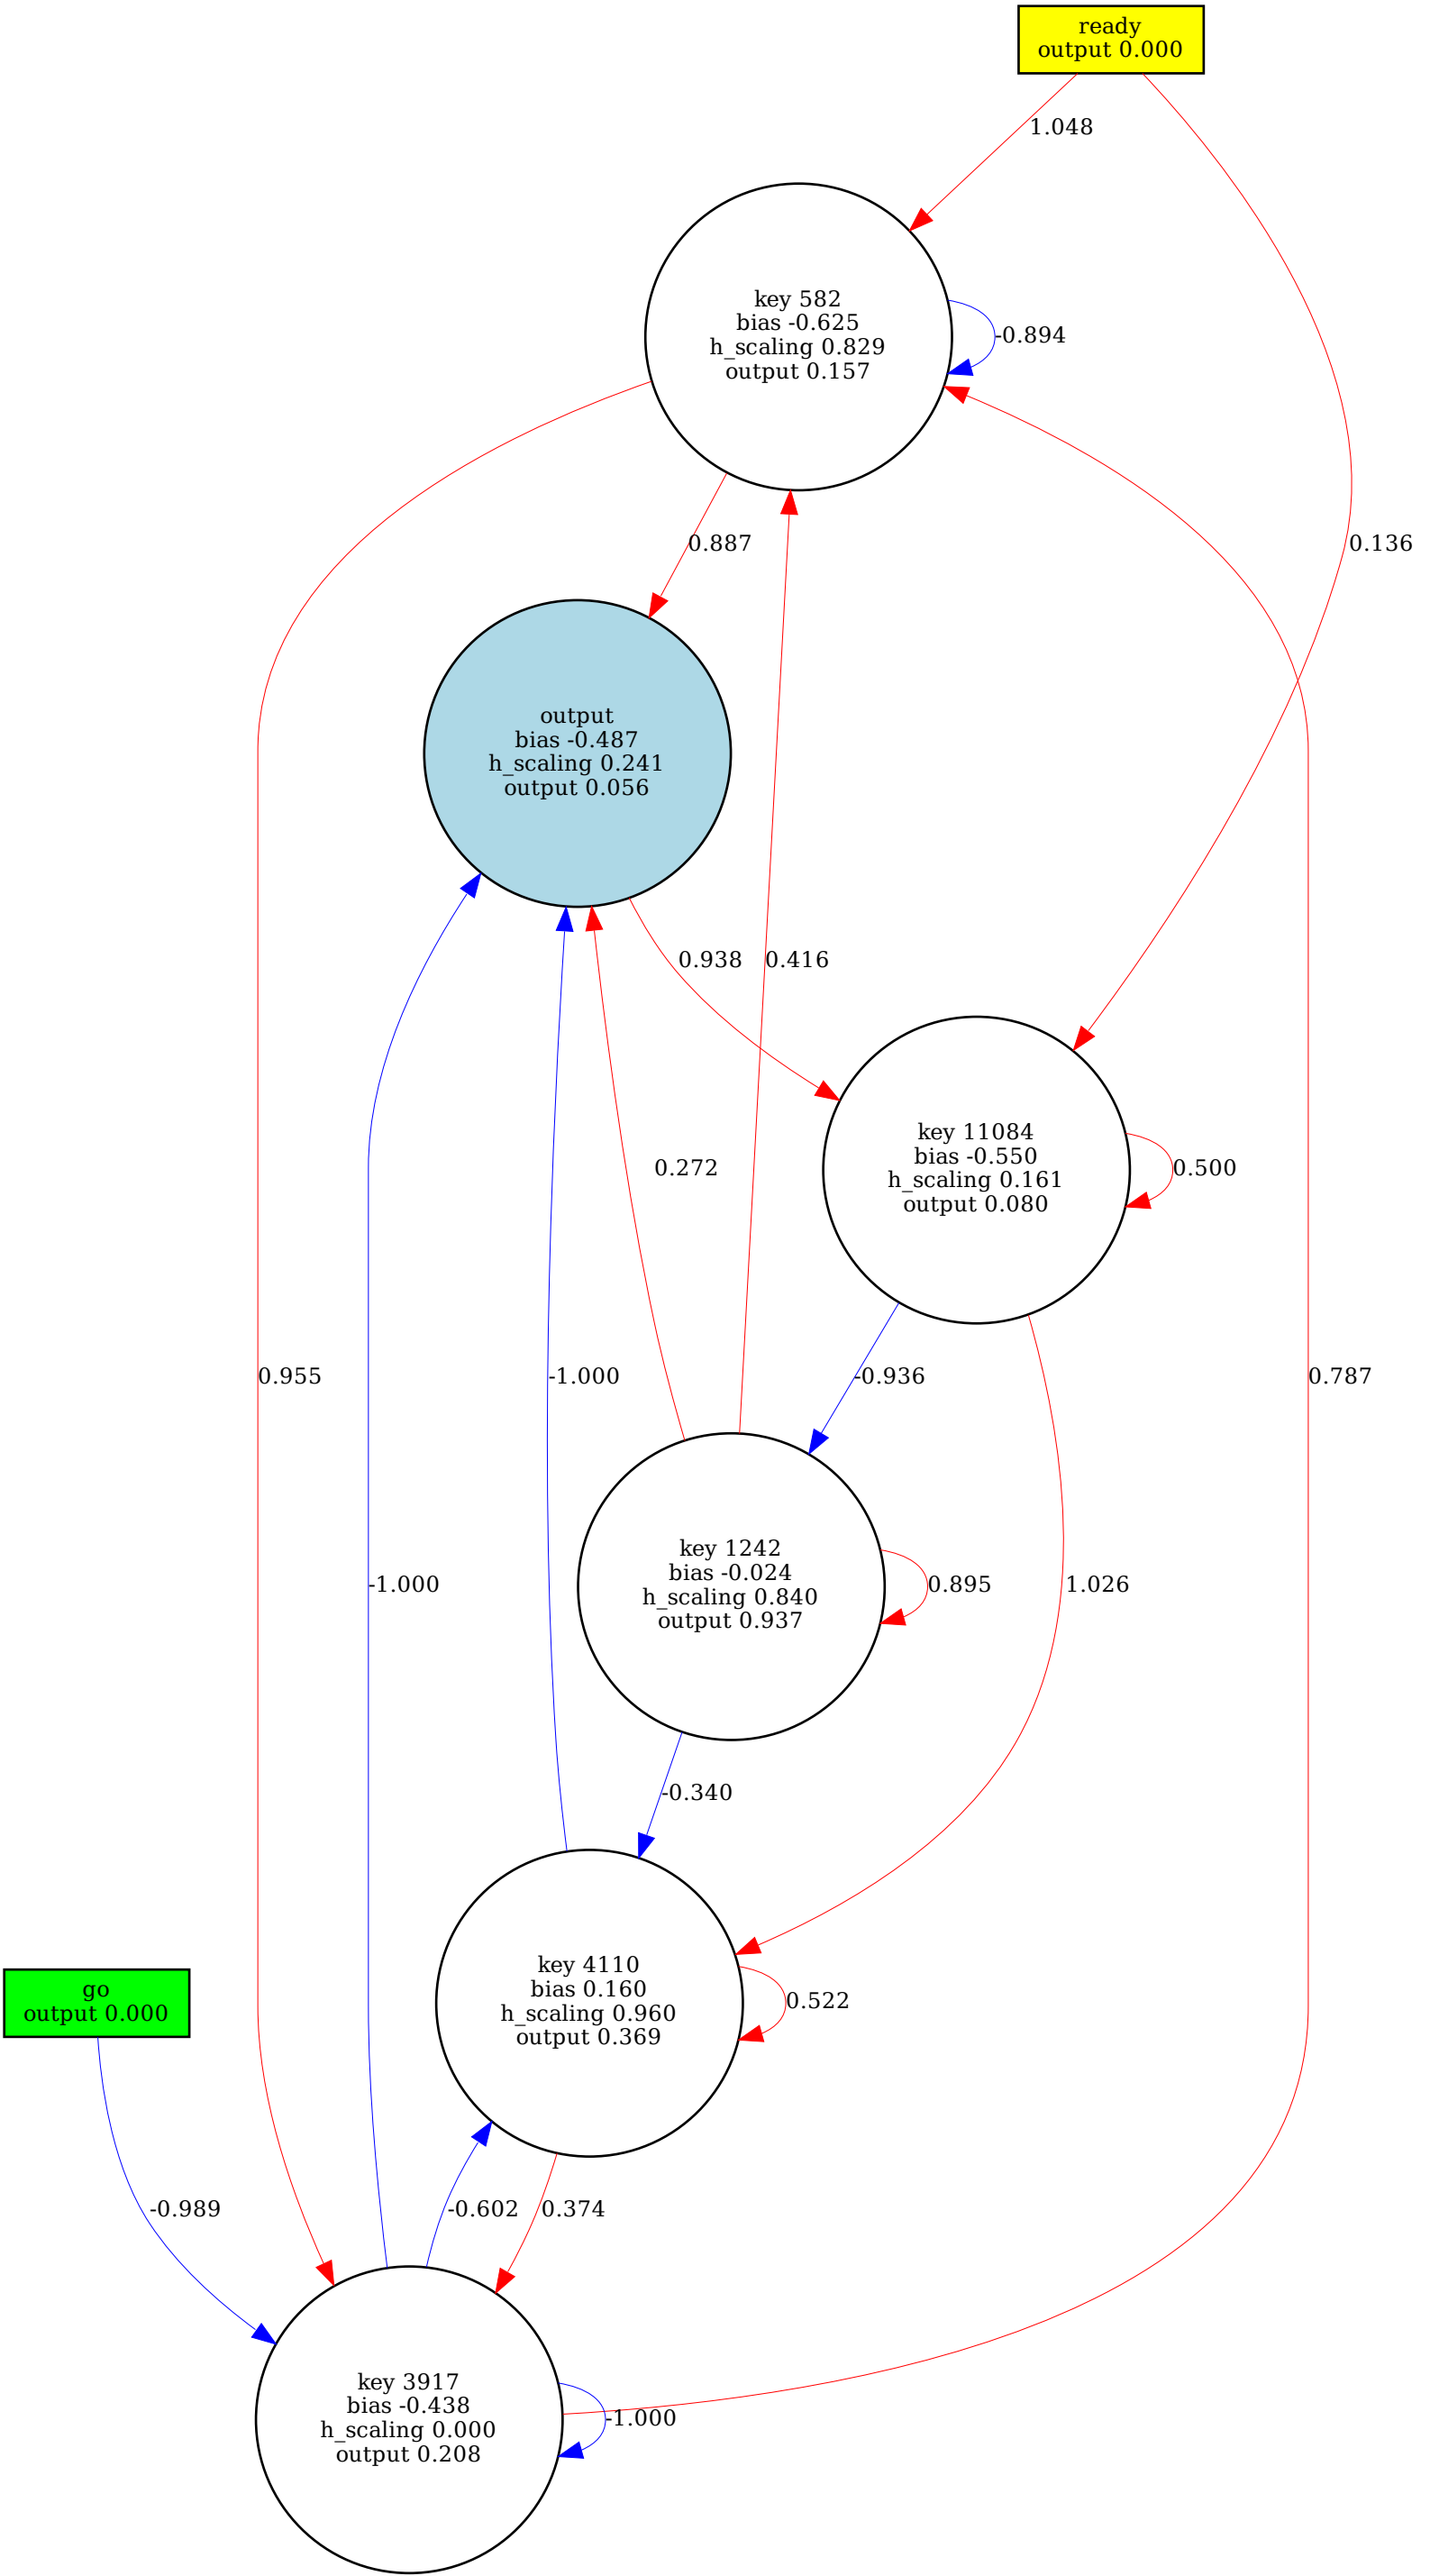 ready
output 0.000
1.048
key 582
bias -0.625
h_scaling 0.829
output 0.157
-0.894
0.887
0.136
output
bias -0.487
h_scaling 0.241
output 0.056
0.938
0.416
key 11084
bias -0.550
h_scaling 0.161
output 0.080
0.272
0.500
0.955
-1.000
-0.936
0.787
key 1242
bias -0.024
h_scaling 0.840
output 0.937
-1.000
0.895
1.026
-0.340
go
output 0.000
key 4110
bias 0.160
h_scaling 0.960
output 0.369
0.522
-0.989
-0.602
0.374
key 3917
bias -0.438
h_scaling 0.000
output 0.208
-1.000